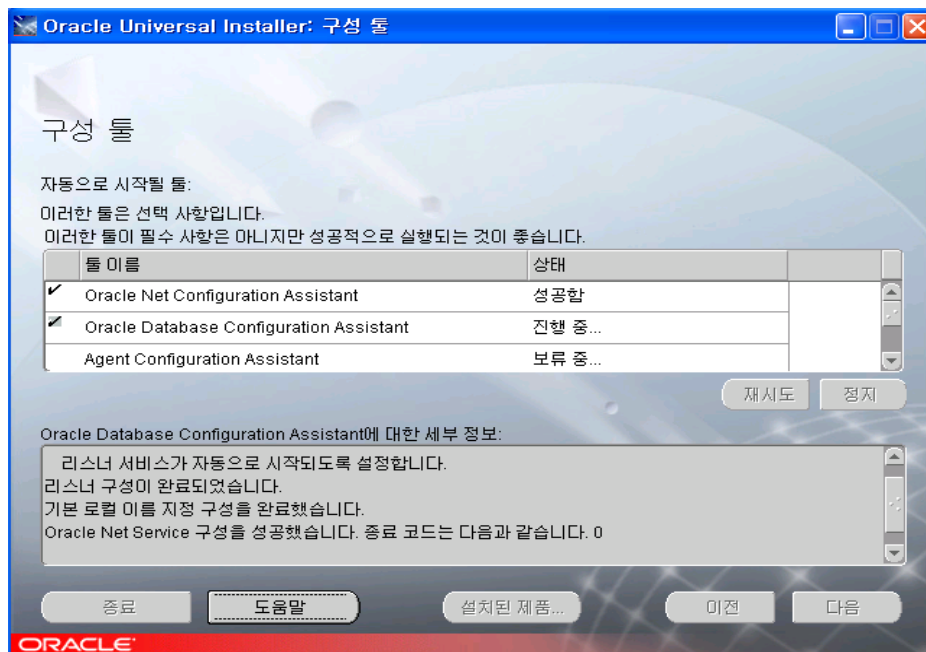 Oracle Universal Installer: 구성 툴
구성 툴
자동으로 시작될 툴:
이러한 툴은 선택 사항입니다.
이러한 툴이 필수 사항은 아니지만 성공적으로 실행되는 것이 좋습니다.
툴 이름 상태
Oracle Net Configuration Assistant 성공함
Oracle Database Configuration Assistant 진행 중...
Agent Configuration Assistant 보류 중...
재시도 정지
Oracle Database Configuration Assistant에 대한 세부 정보:
리스너 서비스가 자동으로 시작되도록 설정합니다.
리스너 구성이 완료되었습니다.
기본 로컬 이름 지정 구성을 완료했습니다.
Oracle Net Service 구성을 성공했습니다. 종료 코드는 다음과 같습니다. 0
종료 도움말 설치된 제품... 이전 다음
ORACLE